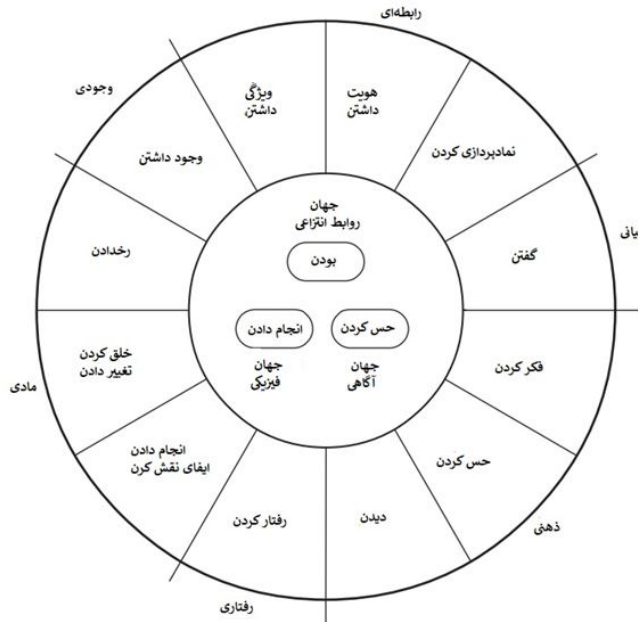 رابطه‌ای
هویت
داشتن
نمادپردازی کردن
بیانی
گفتن
فکر کردن
ذهنی
حس کردن
دیدن
رفتاری
رفتار کردن
انجام دادن
ایفای نقش کرن
مادی
خلق کردن
تغییر دادن
رخدادن
وجودی
وجود داشتن
ویژگی
داشتن
جهان
روابط انتزاعی
بودن
حس کردن
جهان
آگاهی
انجام دادن
جهان
فیزیکی